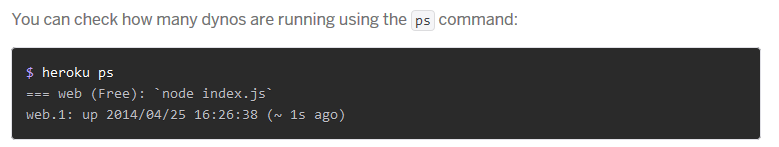 You can check how many dynos are running using the ps command:
$ heroku ps
=== web (Free): `node index.js`
web.1: up 2014/04/25 16:26:38 (~ 1s ago)